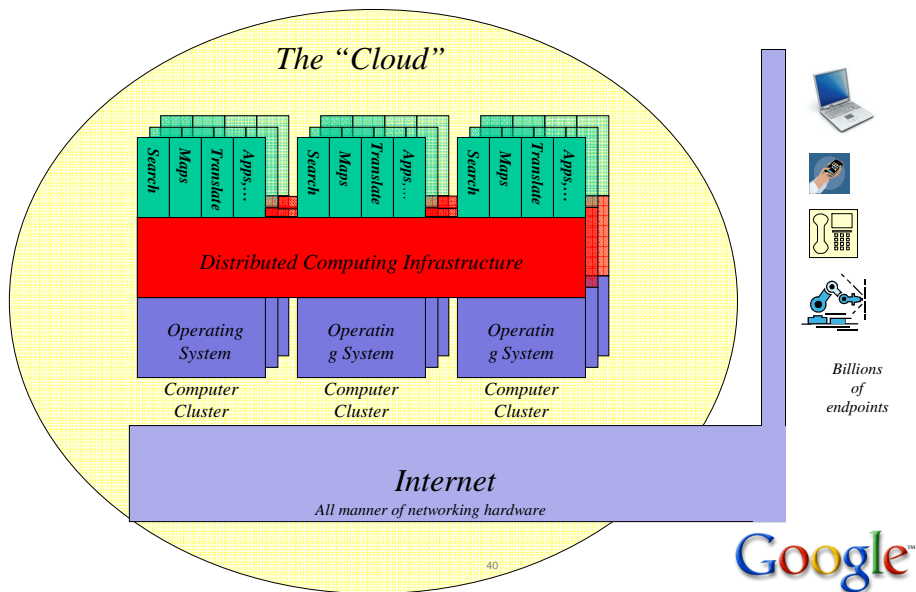 The “Cloud”
Search
Maps
Translate
Apps,…
Search
Maps
Translate
Apps,…
Search
Maps
Translate
Apps,…
Distributed Computing Infrastructure
Operating
System
Operatin
g System
Operatin
g System
Computer
Cluster
Computer
Cluster
Computer
Cluster
Billions
of
endpoints
Internet
All manner of networking hardware
40
Google™